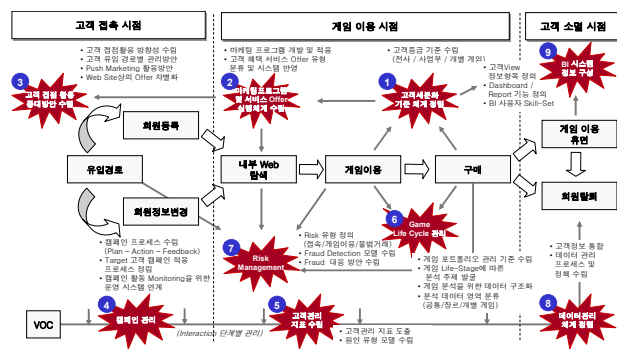 고객 접촉 시점
게임 이용 시점
고객 소멸 시점
• 고객 접점활용 방향성 수립
• 고객 유입 경로별 관리방안
• Push Marketing 활용방안
• Web Site상의 Offer 차별화
• 마케팅 프로그램 개발 및 적용
• 고객 혜택 서비스 Offer 유형
분류 및 시스템 반영
• 고객등급 기준 수립
(전사 / 사업부 / 개별 게임)
• 고객View
정보항목 정의
• Dashboard /
Report 기능 정의
• BI 사용자 Skill-Set
9
BI 시스템
정보 구성
3
고객 접점 활용
응대방안 수립
2
마케팅프로그램
및 서비스 Offer
실행체계 수립
1
고객세분화
기준 체계 정립
회원등록
유입경로
회원정보변경
내부 Web
탐색
게임이용
구매
게임 이용
휴면
회원탈퇴
6
Game
Life Cycle 관리
7
Risk
Management
• Risk 유형 정의
(접속/게임이용/불법거래)
• Fraud Detection 모델 수립
• Fraud 대응 방안 수립
• 캠페인 프로세스 수립
(Plan – Action – Feedback)
• Target 고객 캠페인 적용
프로세스 정립
• 캠페인 활동 Monitoring을 위한
운영 시스템 연계
• 게임 포트폴리오 관리 기준 수립
• 게임 Life-Stage에 따른
분석 주제 발굴
• 게임 분석을 위한 데이터 구조화
• 분석 데이터 영역 분류
(공통/장르/개별 게임)
• 고객정보 통합
• 데이터 관리
프로세스 및
정책 수립
VOC
4
캠페인 관리
(Interaction 단계별 관리)
5
고객관리
지표 수립
• 고객관리 지표 도출
• 원인 유형 모델 수립
8
데이터관리
체계 정립